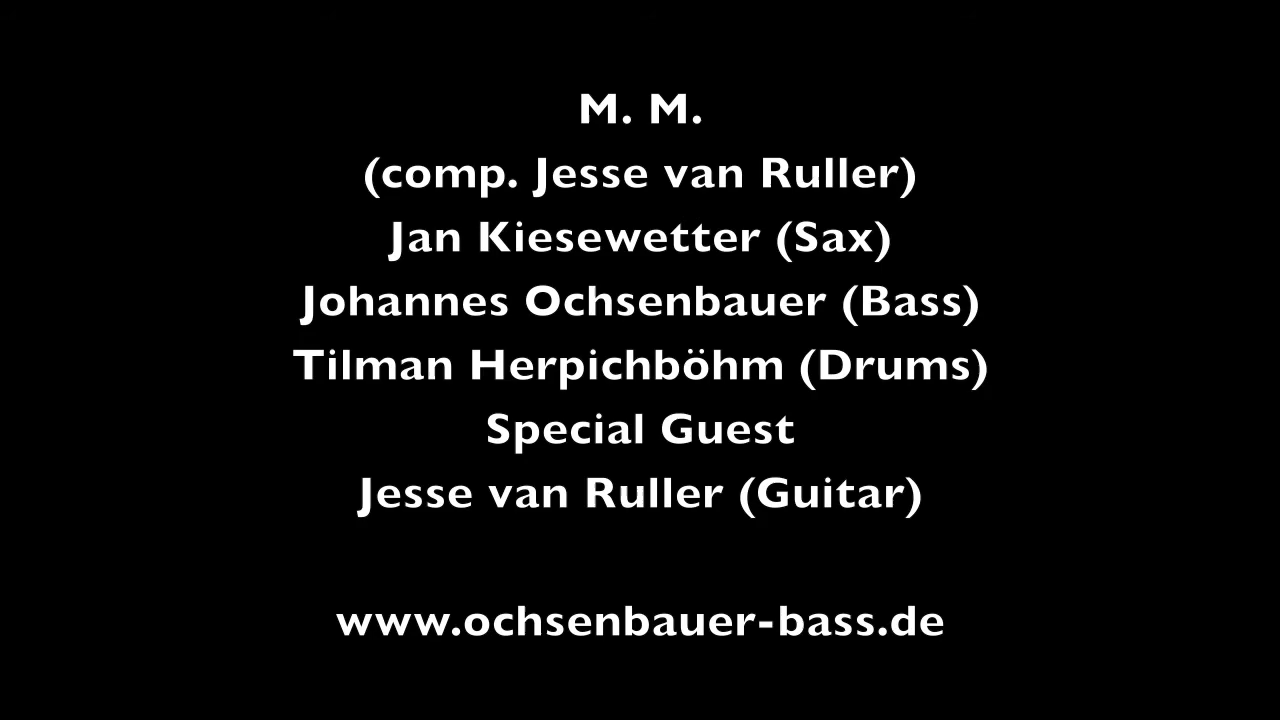 M. M.
(comp. Jesse van Ruller)
Jan Kiesewetter (Sax)
Johannes Ochsenbauer (Bass)
Tilman Herpichböhm (Drums)
Special Guest
Jesse van Ruller (Guitar)
www.ochsenbauer-bass.de